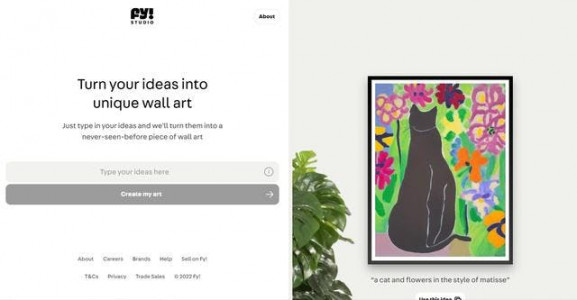 Fy!
STUDIO
About
Turn your ideas into
unique wall art
Just type in your ideas and we'll turn them into a
never-seen-before piece of wall art
Type your ideas here
Create my art
About Careers Brands Help Sell on Fy!
T&Cs Privacy Trade Sales © 2022 Fy!
"a cat and flowers in the style of matisse"
Use this idea